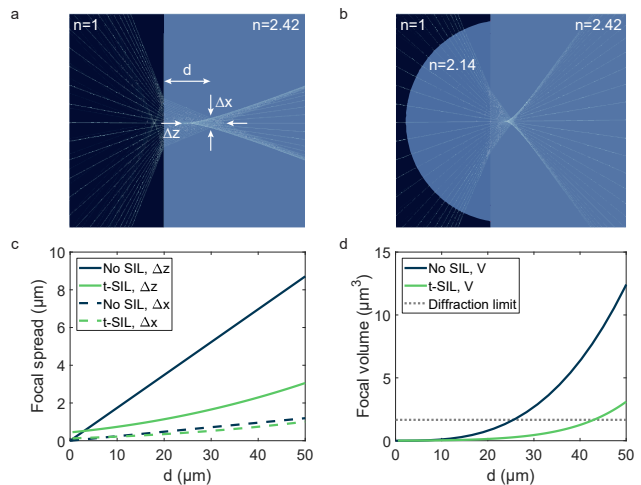 a
n=1
n=2.42
d
Δx
Δz
b
n=1
n=2.42
n=2.14
c
10
8
6
4
2
0
Focal spread (μm)
No SIL, Δz
t-SIL, Δz
No SIL, Δx
t-SIL, Δx
0 10 20 30 40 50
d (μm)
d
15
10
5
0
Focal volume (μm³)
No SIL, V
t-SIL, V
Diffraction limit
0 10 20 30 40 50
d (μm)